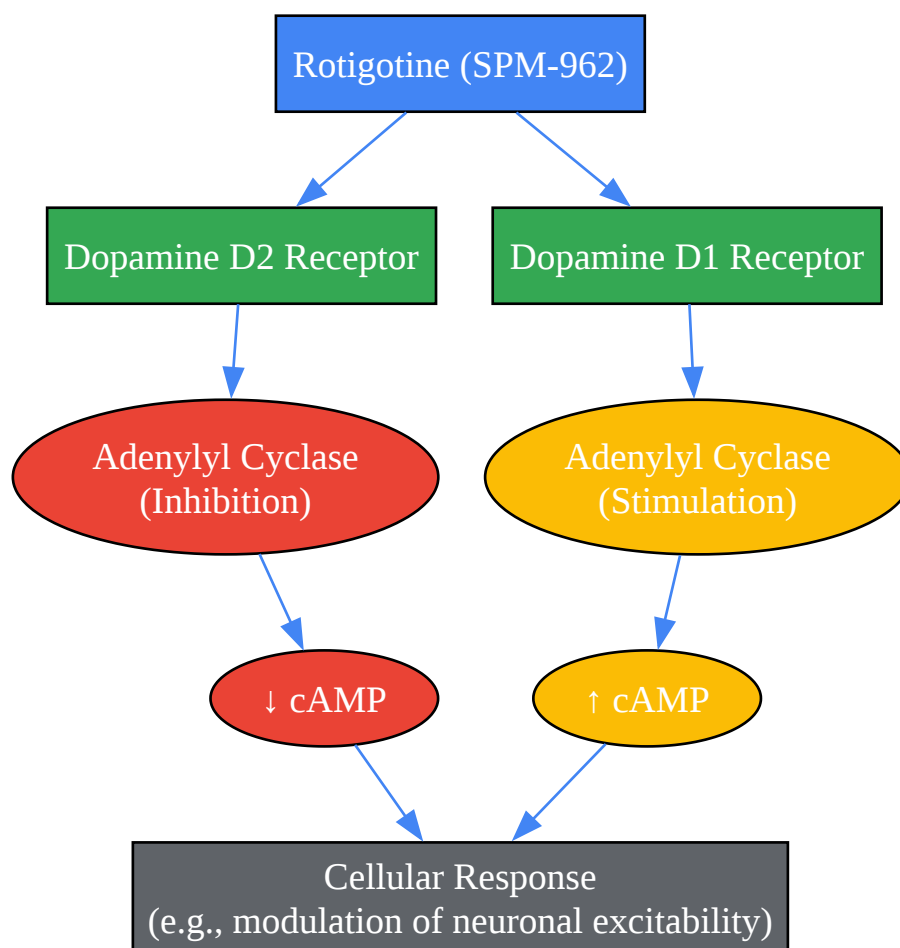 Rotigotine (SPM-962)
Dopamine D2 Receptor
Dopamine D1 Receptor
Adenylyl Cyclase
(Inhibition)
Adenylyl Cyclase
(Stimulation)
↓ cAMP
↑ cAMP
Cellular Response
(e.g., modulation of neuronal excitability)